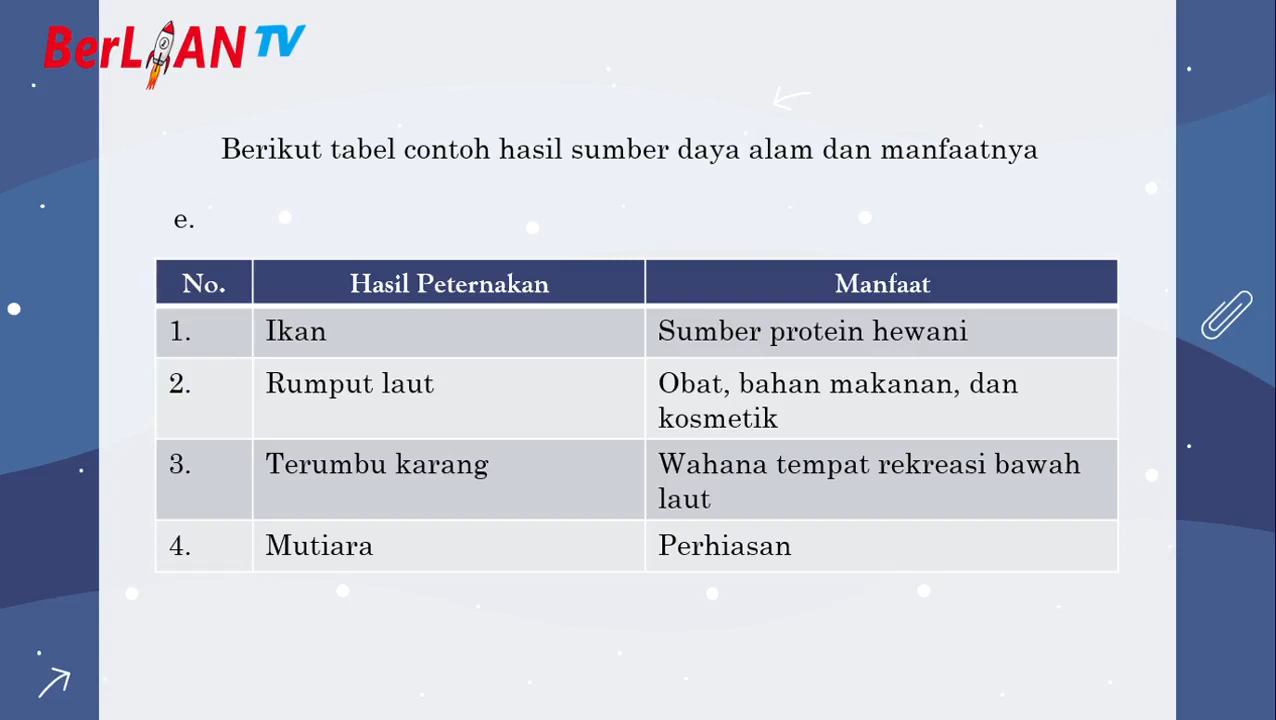 BerLIAN TV
Berikut tabel contoh hasil sumber daya alam dan manfaatnya
e.
No. Hasil Peternakan Manfaat
1. Ikan Sumber protein hewani
2. Rumput laut Obat, bahan makanan, dan
kosmetik
3. Terumbu karang Wahana tempat rekreasi bawah
laut
4. Mutiara Perhiasan